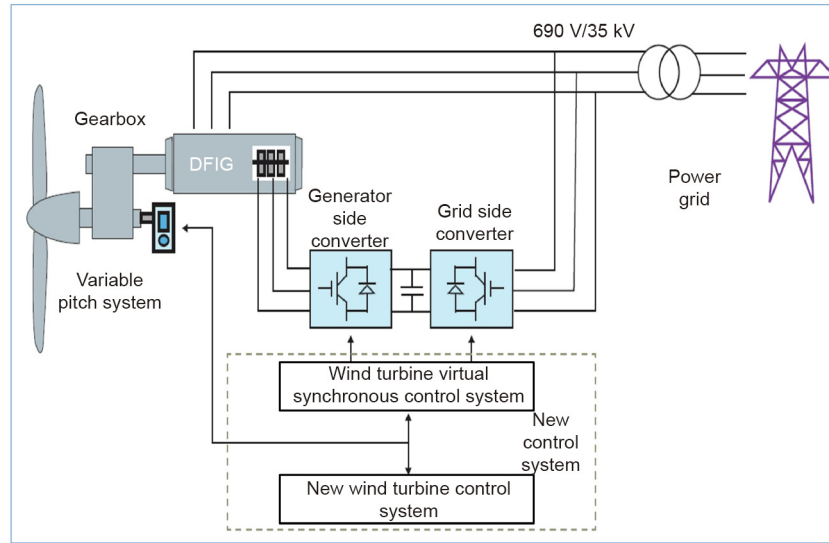 690 V/35 kV
Gearbox
DFIG
Power
grid
Generator
side
converter
Grid side
converter
Variable
pitch system
Wind turbine virtual
synchronous control system
New
control
system
New wind turbine control
system